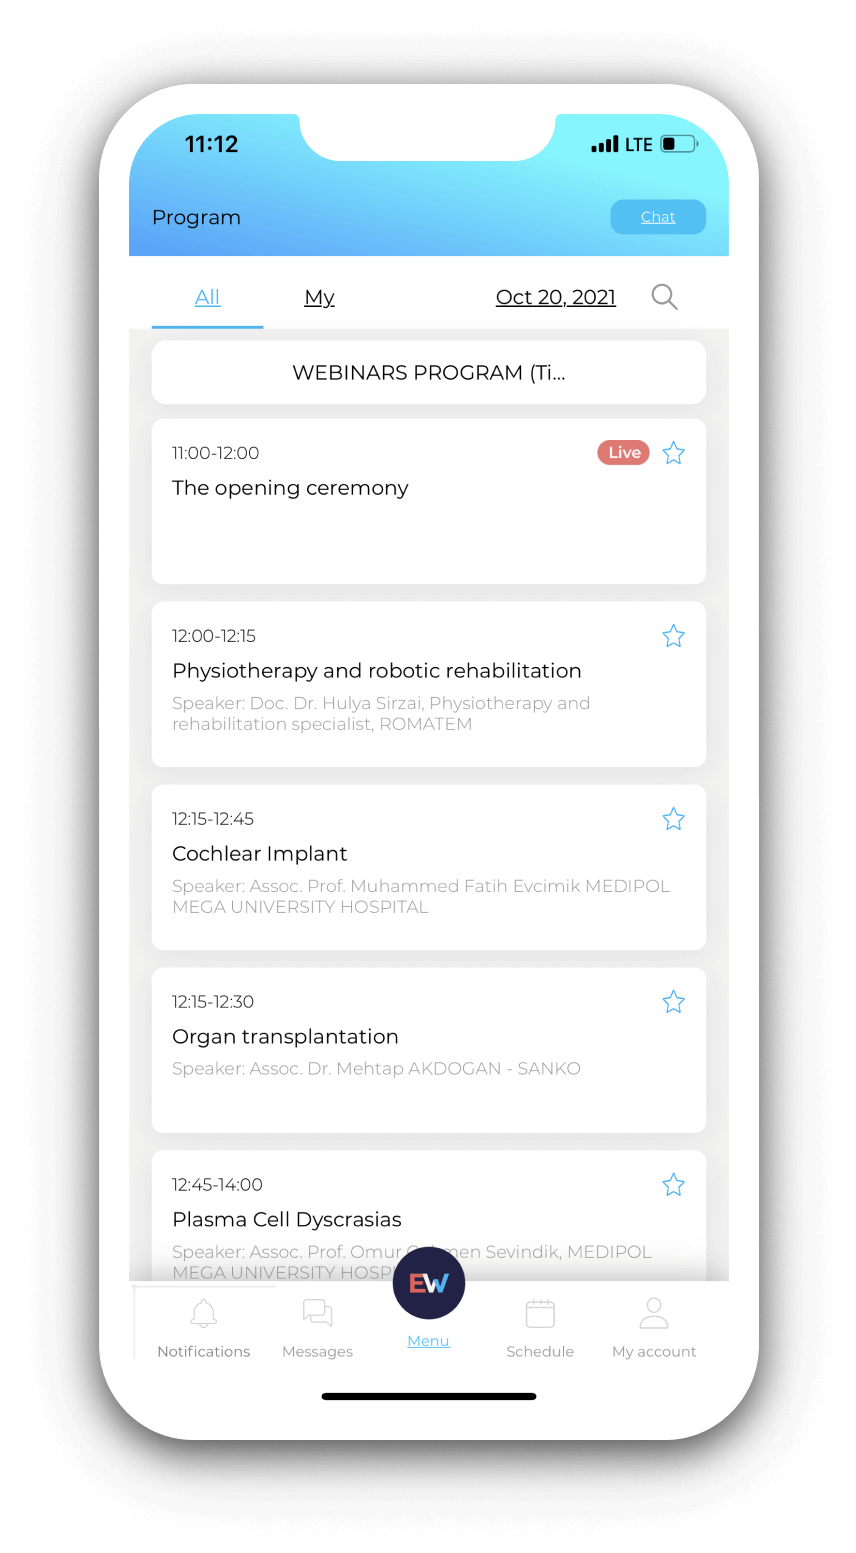 11:12 LTE
Program Chat
All My Oct 20, 2021
WEBINARS PROGRAM (Ti...
11:00-12:00 Live
The opening ceremony
12:00-12:15
Physiotherapy and robotic rehabilitation
Speaker: Doc. Dr. Hulya Sirzai, Physiotherapy and
rehabilitation specialist, ROMATEM
12:15-12:45
Cochlear Implant
Speaker: Assoc. Prof. Muhammed Fatih Evcimik MEDIPOL
MEGA UNIVERSITY HOSPITAL
12:15-12:30
Organ transplantation
Speaker: Assoc. Dr. Mehtap AKDOGAN - SANKO
12:45-14:00
Plasma Cell Dyscrasias
Speaker: Assoc. Prof. Omur Sevindik, MEDIPOL
MEGA UNIVERSITY
EW
Notifications Messages Menu Schedule My account